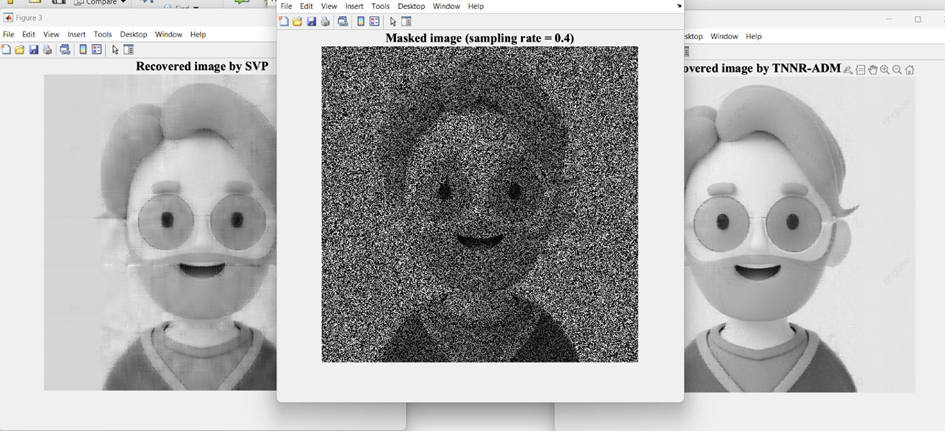 Compare
Find
Figure 3
File Edit View Insert Tools Desktop Window Help
Recovered image by SVP
File Edit View Insert Tools Desktop Window Help
Masked image (sampling rate = 0.4)
Window Help
overed image by TNNR-ADM